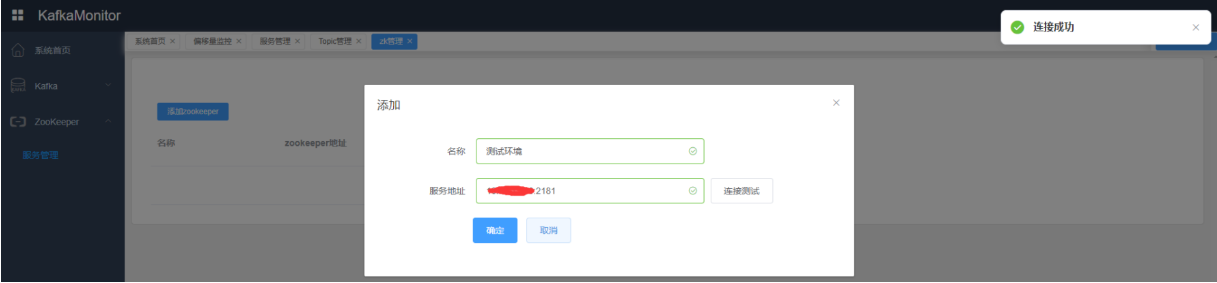 KafkaMonitor
连接成功
系统首页
Kafka
ZooKeeper
服务管理
系统首页 × 偏移量监控 × 服务管理 × Topic管理 × zk管理 ×
添加zookeeper
名称 zookeeper地址
添加
名称 测试环境
服务地址 2181 连接测试
确定 取消